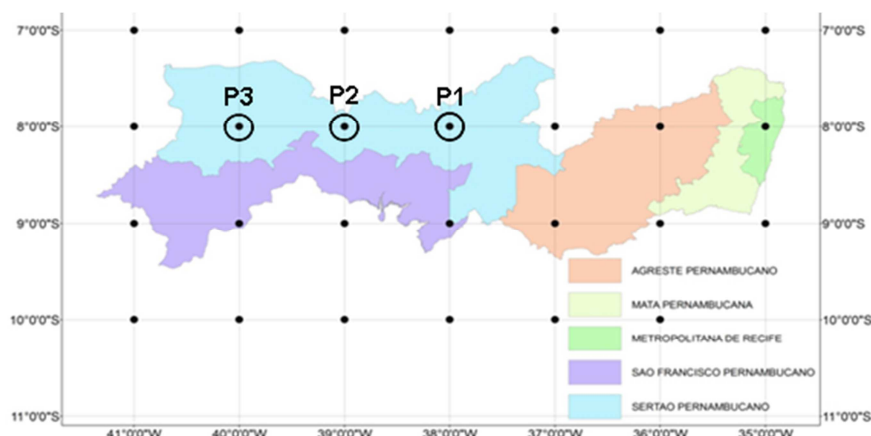 7°0'0"S
7°0'0"S
P3
P2
P1
8°0'0"S
8°0'0"S
9°0'0"S
9°0'0"S
AGRESTE PERNAMBUCANO
MATA PERNAMBUCANA
10°0'0"S
10°0'0"S
METROPOLITANA DE RECIFE
SAO FRANCISCO PERNAMBUCANO
SERTAO PERNAMBUCANO
11°0'0"S
11°0'0"S
41°0'0"W
40°0'0"W
39°0'0"W
38°0'0"W
37°0'0"W
36°0'0"W
35°0'0"W